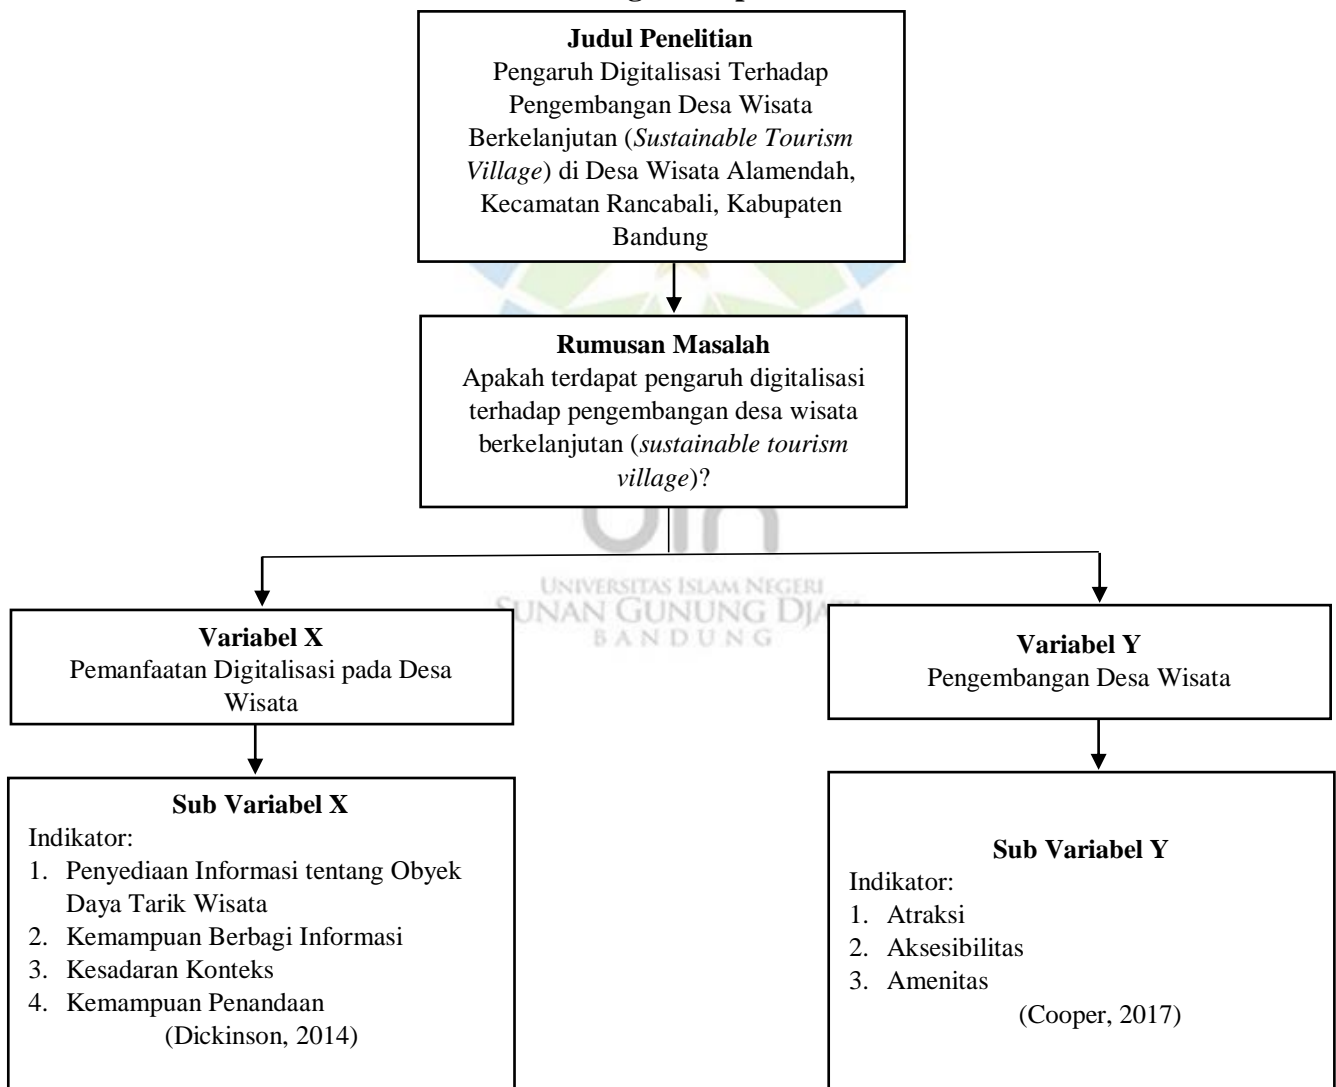 Judul Penelitian
Pengaruh Digitalisasi Terhadap
Pengembangan Desa Wisata
Berkelanjutan (Sustainable Tourism
Village) di Desa Wisata Alamendah,
Kecamatan Rancabali, Kabupaten
Bandung
Rumusan Masalah
Apakah terdapat pengaruh digitalisasi
terhadap pengembangan desa wisata
berkelanjutan (sustainable tourism
village)?
uin
UNIVERSITAS ISLAM NEGERI
SUNAN GUNUNG DJATI
BANDUNG
Variabel X
Pemanfaatan Digitalisasi pada Desa
Wisata
Variabel Y
Pengembangan Desa Wisata
Sub Variabel X
Indikator:
1. Penyediaan Informasi tentang Obyek
Daya Tarik Wisata
2. Kemampuan Berbagi Informasi
3. Kesadaran Konteks
4. Kemampuan Penandaan
(Dickinson, 2014)
Sub Variabel Y
Indikator:
1. Atraksi
2. Aksesibilitas
3. Amenitas
(Cooper, 2017)